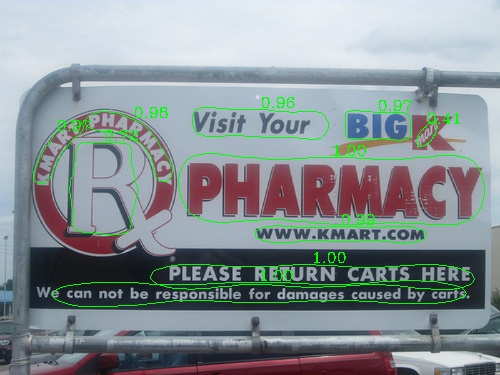 KMART PHARMACY
Rx
Visit Your BIG K
PHARMACY
WWW.KMART.COM
PLEASE RETURN CARTS HERE
We can not be responsible for damages caused by carts.